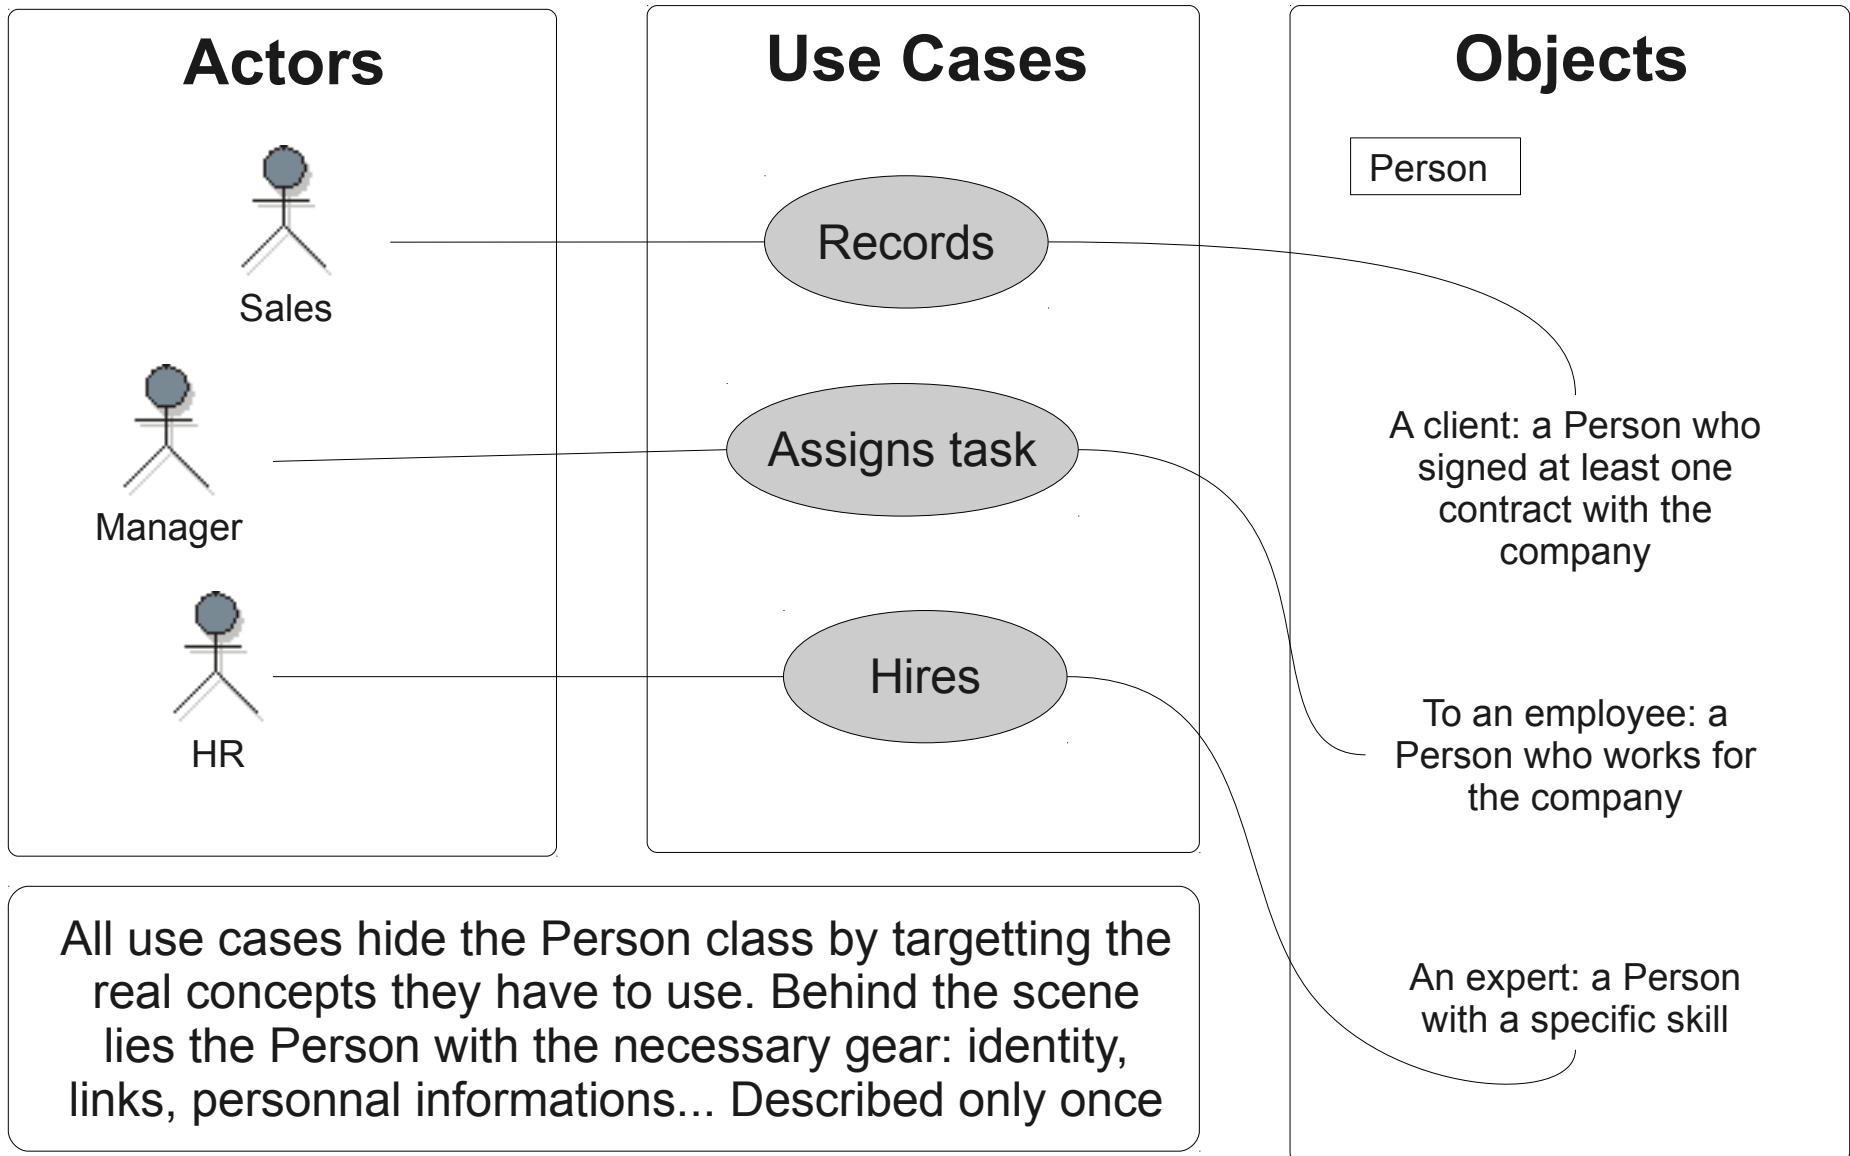 Actors
Sales
Manager
HR
Use Cases
Records
Assigns task
Hires
Objects
Person
A client: a Person who
signed at least one
contract with the
company
To an employee: a
Person who works for
the company
An expert: a Person
with a specific skill
All use cases hide the Person class by targetting the
real concepts they have to use. Behind the scene
lies the Person with the necessary gear: identity,
links, personnal informations... Described only once